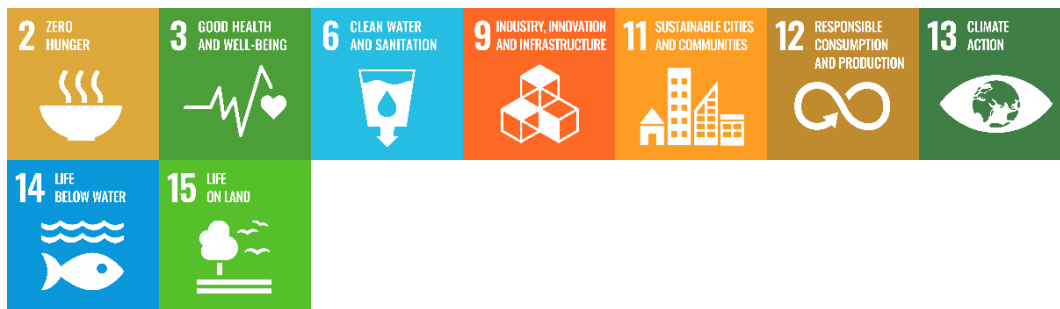 2 ZERO
HUNGER
3 GOOD HEALTH
AND WELL-BEING
6 CLEAN WATER
AND SANITATION
9 INDUSTRY, INNOVATION
AND INFRASTRUCTURE
11 SUSTAINABLE CITIES
AND COMMUNITIES
12 RESPONSIBLE
CONSUMPTION
AND PRODUCTION
13 CLIMATE
ACTION
14 LIFE
BELOW WATER
15 LIFE
ON LAND